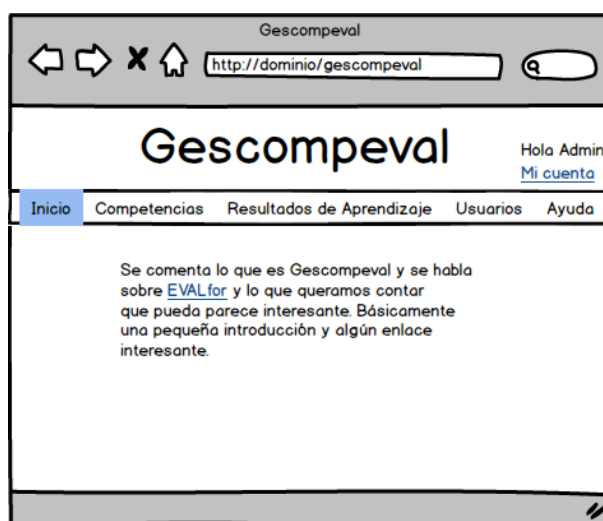 Gescompeval
http://dominio/gescompeval
Gescompeval
Hola Admin
Mi cuenta
Inicio Competencias Resultados de Aprendizaje Usuarios Ayuda
Se comenta lo que es Gescompeval y se habla
sobre EVALfor y lo que queramos contar
que pueda parece interesante. Básicamente
una pequeña introducción y algún enlace
interesante.